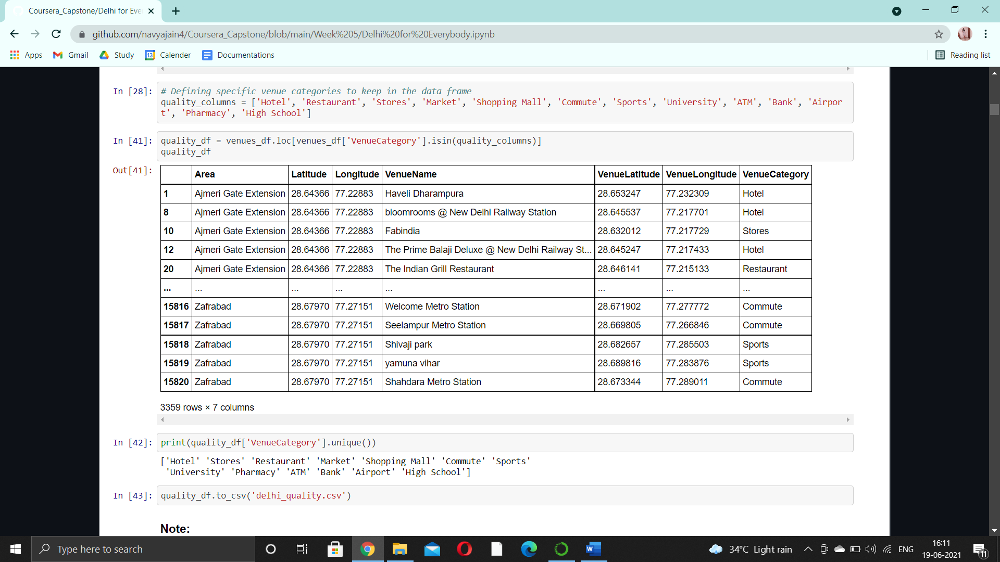 Coursera_Capstone/Delhi for Eve
github.com/navyajain4/Coursera_Capstone/blob/main/Week%205/Delhi%20for%20Everybody.ipynb
Apps Gmail Study 13 Calender Documentations Reading list
In [28]: # Defining specific venue categories to keep in the data frame
quality_columns = ['Hotel', 'Restaurant', 'Stores', 'Market', 'Shopping Mall', 'Commute', 'Sports', 'University', 'ATM', 'Bank', 'Airpor
t', 'Pharmacy', 'High School']
In [41]: quality_df = venues_df.loc[venues_df['VenueCategory'].isin(quality_columns)]
quality_df
Out[41]:
Area Latitude Longitude VenueName VenueLatitude VenueLongitude VenueCategory
1 Ajmeri Gate Extension 28.64366 77.22883 Haveli Dharampura 28.653247 77.232309 Hotel
8 Ajmeri Gate Extension 28.64366 77.22883 bloomrooms @ New Delhi Railway Station 28.645537 77.217701 Hotel
10 Ajmeri Gate Extension 28.64366 77.22883 Fabindia 28.632012 77.217729 Stores
12 Ajmeri Gate Extension 28.64366 77.22883 The Prime Balaji Deluxe @ New Delhi Railway St... 28.645247 77.217433 Hotel
20 Ajmeri Gate Extension 28.64366 77.22883 The Indian Grill Restaurant 28.646141 77.215133 Restaurant
... ... ... ... ... ... ... ...
15816 Zafrabad 28.67970 77.27151 Welcome Metro Station 28.671902 77.277772 Commute
15817 Zafrabad 28.67970 77.27151 Seelampur Metro Station 28.669805 77.266846 Commute
15818 Zafrabad 28.67970 77.27151 Shivaji park 28.682657 77.285503 Sports
15819 Zafrabad 28.67970 77.27151 yamuna vihar 28.689816 77.283876 Sports
15820 Zafrabad 28.67970 77.27151 Shahdara Metro Station 28.673344 77.289011 Commute
3359 rows × 7 columns
In [42]: print(quality_df['VenueCategory'].unique())
['Hotel' 'Stores' 'Restaurant' 'Market' 'Shopping Mall' 'Commute' 'Sports'
'University' 'Pharmacy' 'ATM' 'Bank' 'Airport' 'High School']
In [43]: quality_df.to_csv('delhi_quality.csv')
Note:
Type here to search
W
34°C Light rain
ENG
16:11
19-06-2021
11